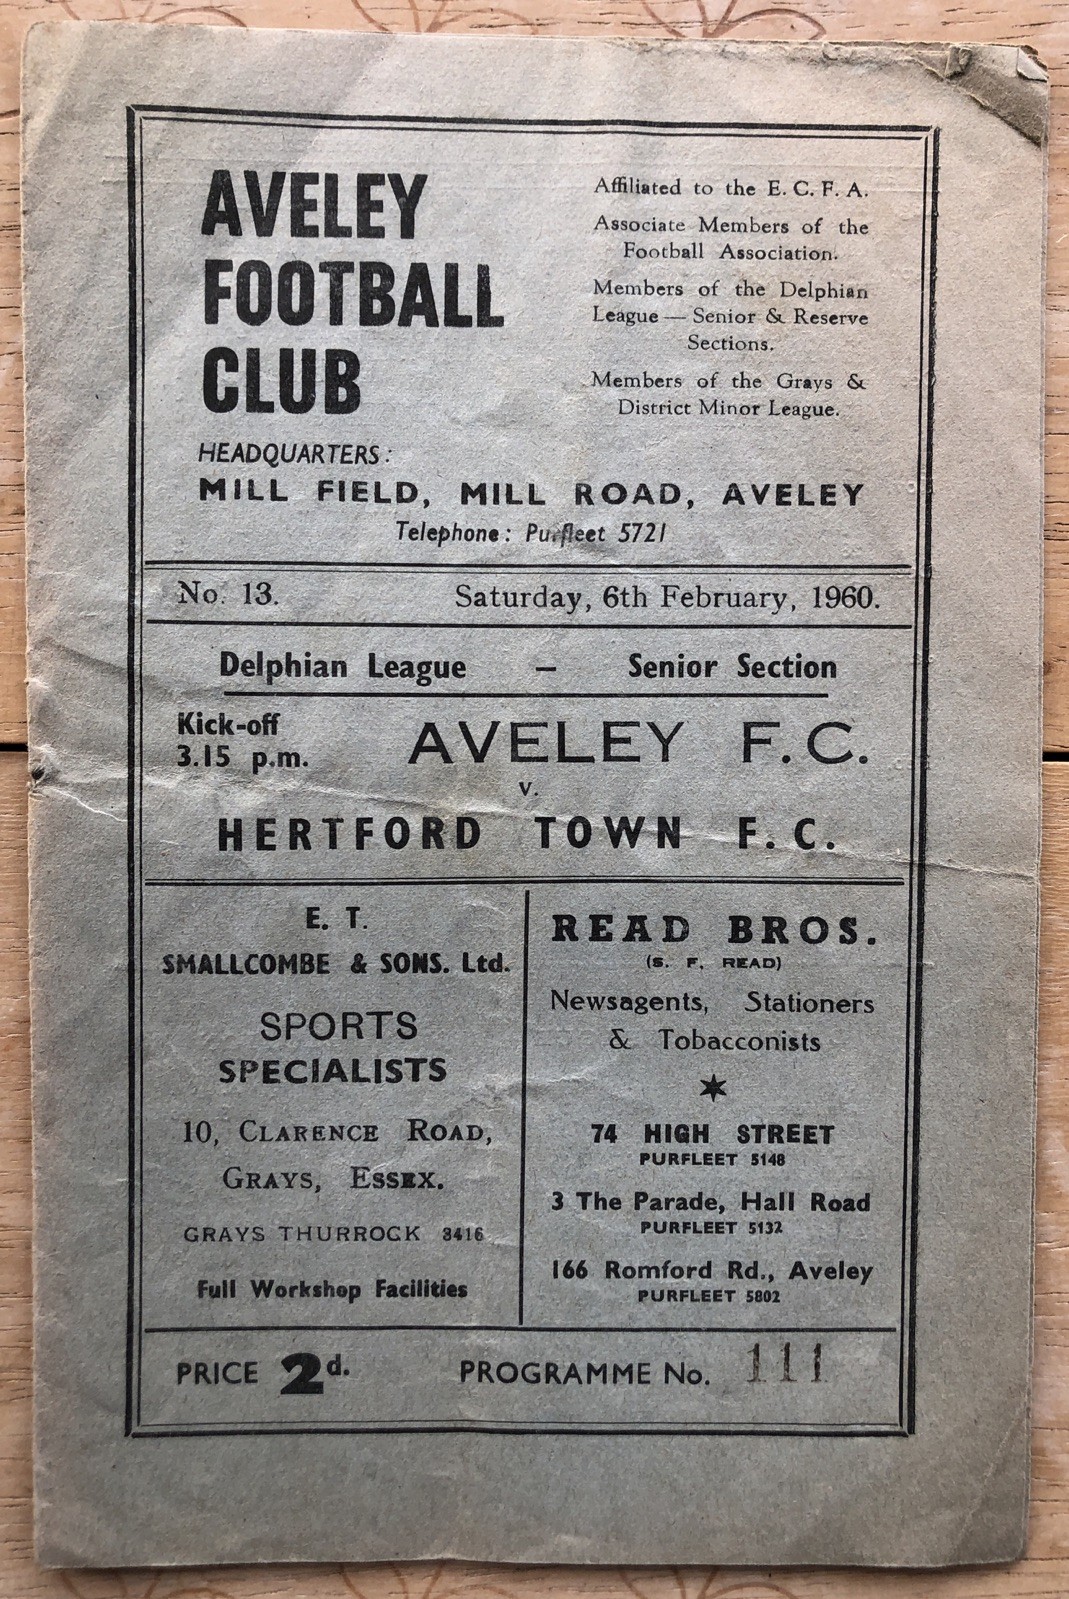 AVELEY
FOOTBALL
CLUB
Affiliated to the E. C. F. A.
Associate Members of the
Football Association.
Members of the Delphian
League — Senior & Reserve
Sections.
Members of the Grays &
District Minor League.
HEADQUARTERS:
MILL FIELD, MILL ROAD, AVELEY
Telephone: Purfleet 5721
No. 13.
Saturday, 6th February, 1960.
Delphian League – Senior Section
Kick-off
3.15 p.m.
AVELEY F.C.
v.
HERTFORD TOWN F.C.
E. T.
SMALLCOMBE & SONS. Ltd.
SPORTS
SPECIALISTS
10, CLARENCE ROAD,
GRAYS, ESSEX.
GRAYS THURROCK 3416
Full Workshop Facilities
READ BROS.
(S. F. READ)
Newsagents, Stationers
& Tobacconists
74 HIGH STREET
PURFLEET 5148
3 The Parade, Hall Road
PURFLEET 5132
166 Romford Rd., Aveley
PURFLEET 5802
PRICE 2d.
PROGRAMME No. 111